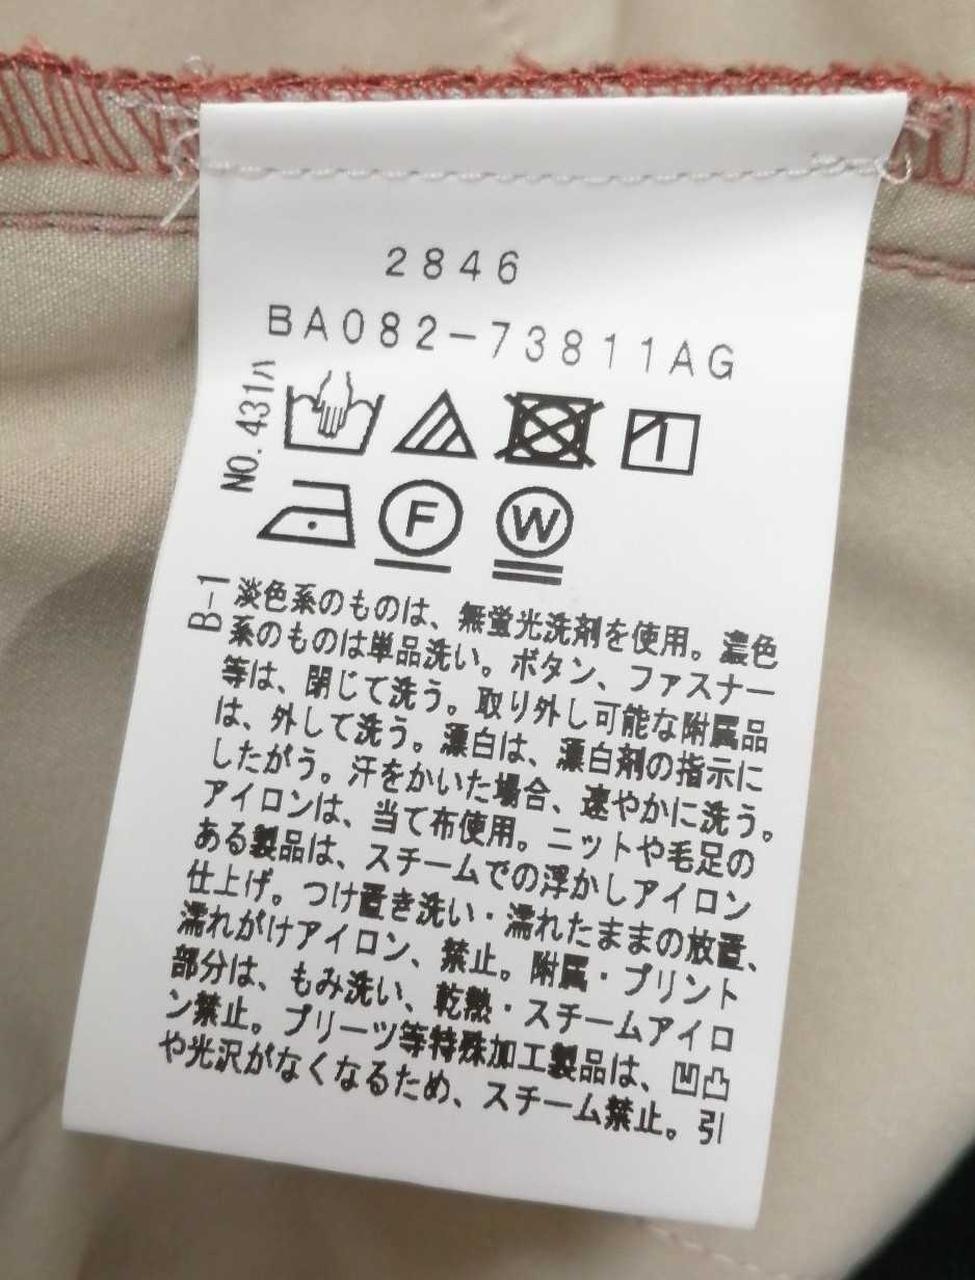 2846
BA082-73811AG
NO.431ハ
F W
B-1
淡色系のものは、無蛍光洗剤を使用。濃色
系のものは単品洗い。ボタン、ファスナー
等は、閉じて洗う。取り外し可能な附属品
は、外して洗う。漂白は、漂白剤の指示に
したがう。汗をかいた場合、速やかに洗う。
アイロンは、当て布使用。ニットや毛足の
ある製品は、スチームでの浮かしアイロン
仕上げ。つけ置き洗い・濡れたままの放置、
濡れがけアイロン、禁止。附属・プリント
部分は、もみ洗い、乾熱・スチームアイロ
ン禁止。プリーツ等特殊加工製品は、凹凸
や光沢がなくなるため、スチーム禁止。引